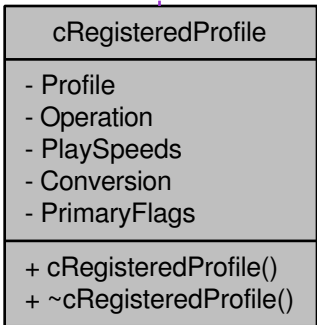 cRegisteredProfile
- Profile
- Operation
- PlaySpeeds
- Conversion
- PrimaryFlags
+ cRegisteredProfile()
+ ~cRegisteredProfile()